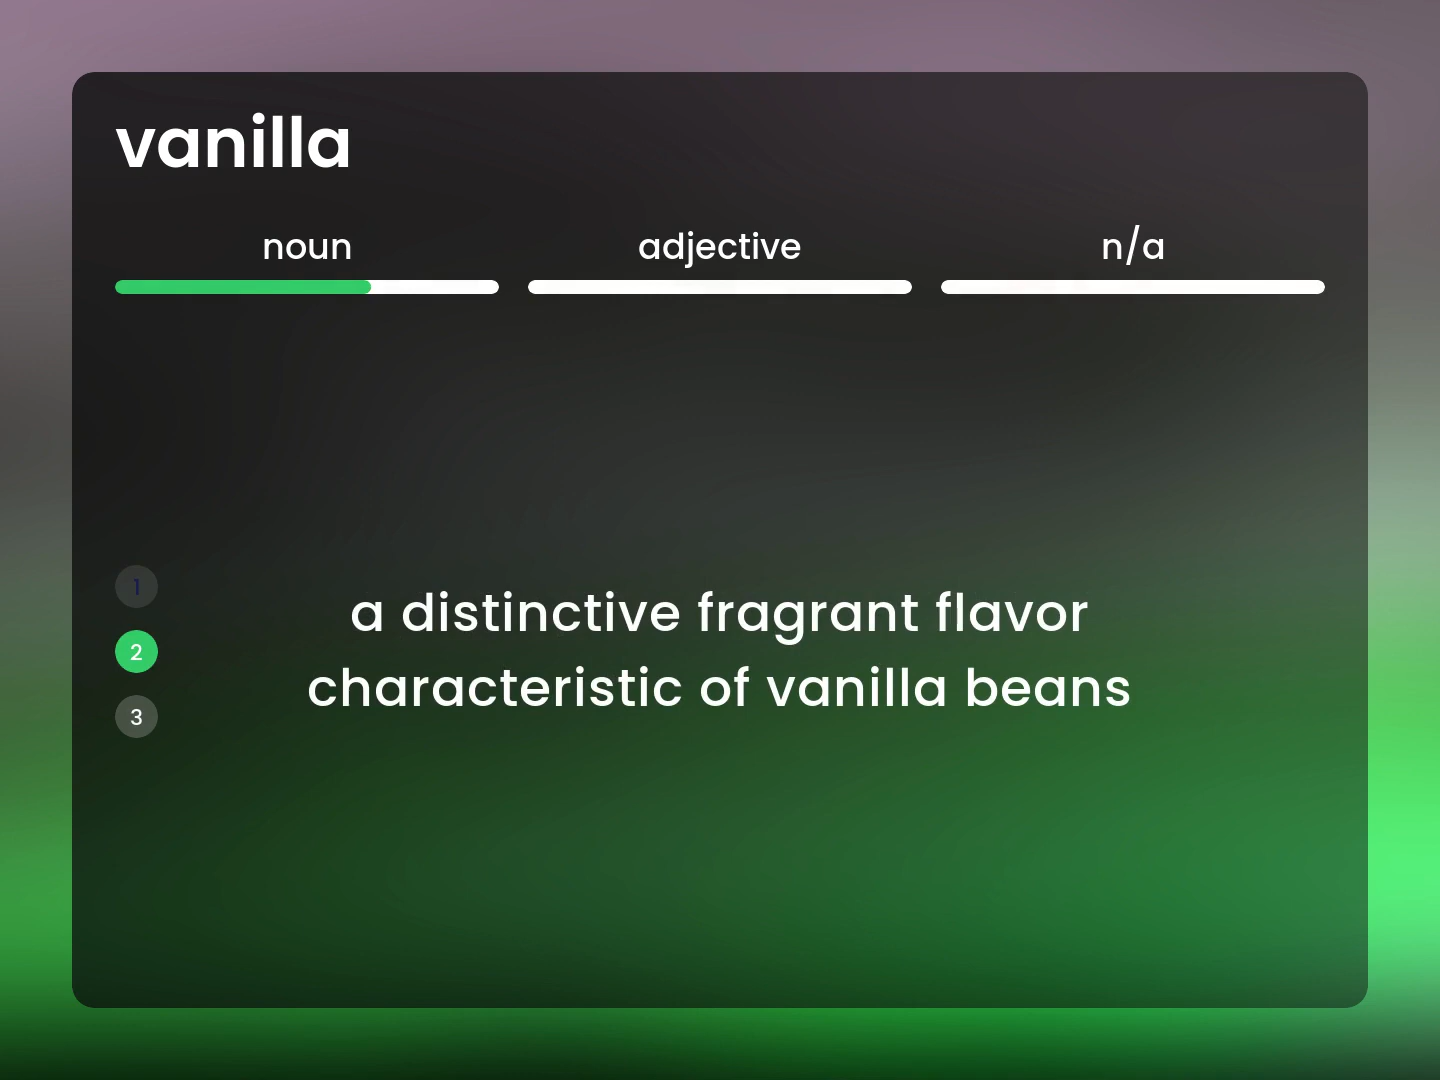 vanilla
noun
adjective
n/a
1
2
3
a distinctive fragrant flavor
characteristic of vanilla beans